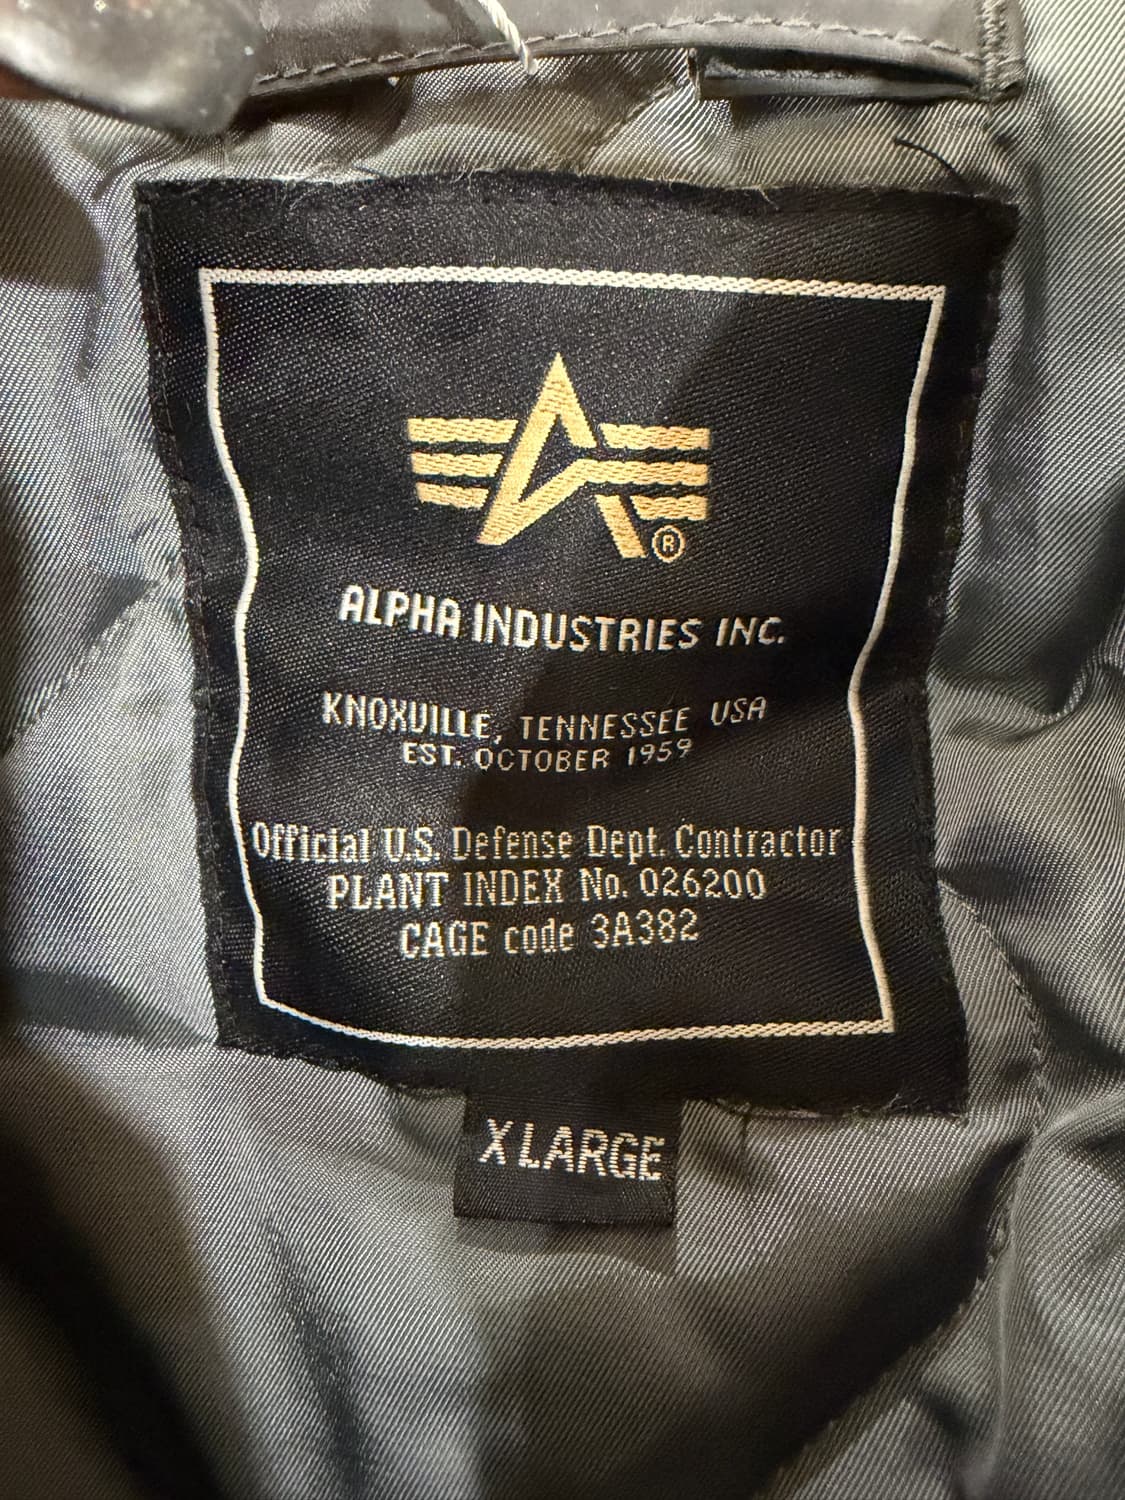 ®
ALPHA INDUSTRIES INC.
KNOXVILLE, TENNESSEE USA
EST. OCTOBER 1959
Official U.S. Defense Dept. Contractor
PLANT INDEX No. 026200
CAGE code 3A382
X LARGE